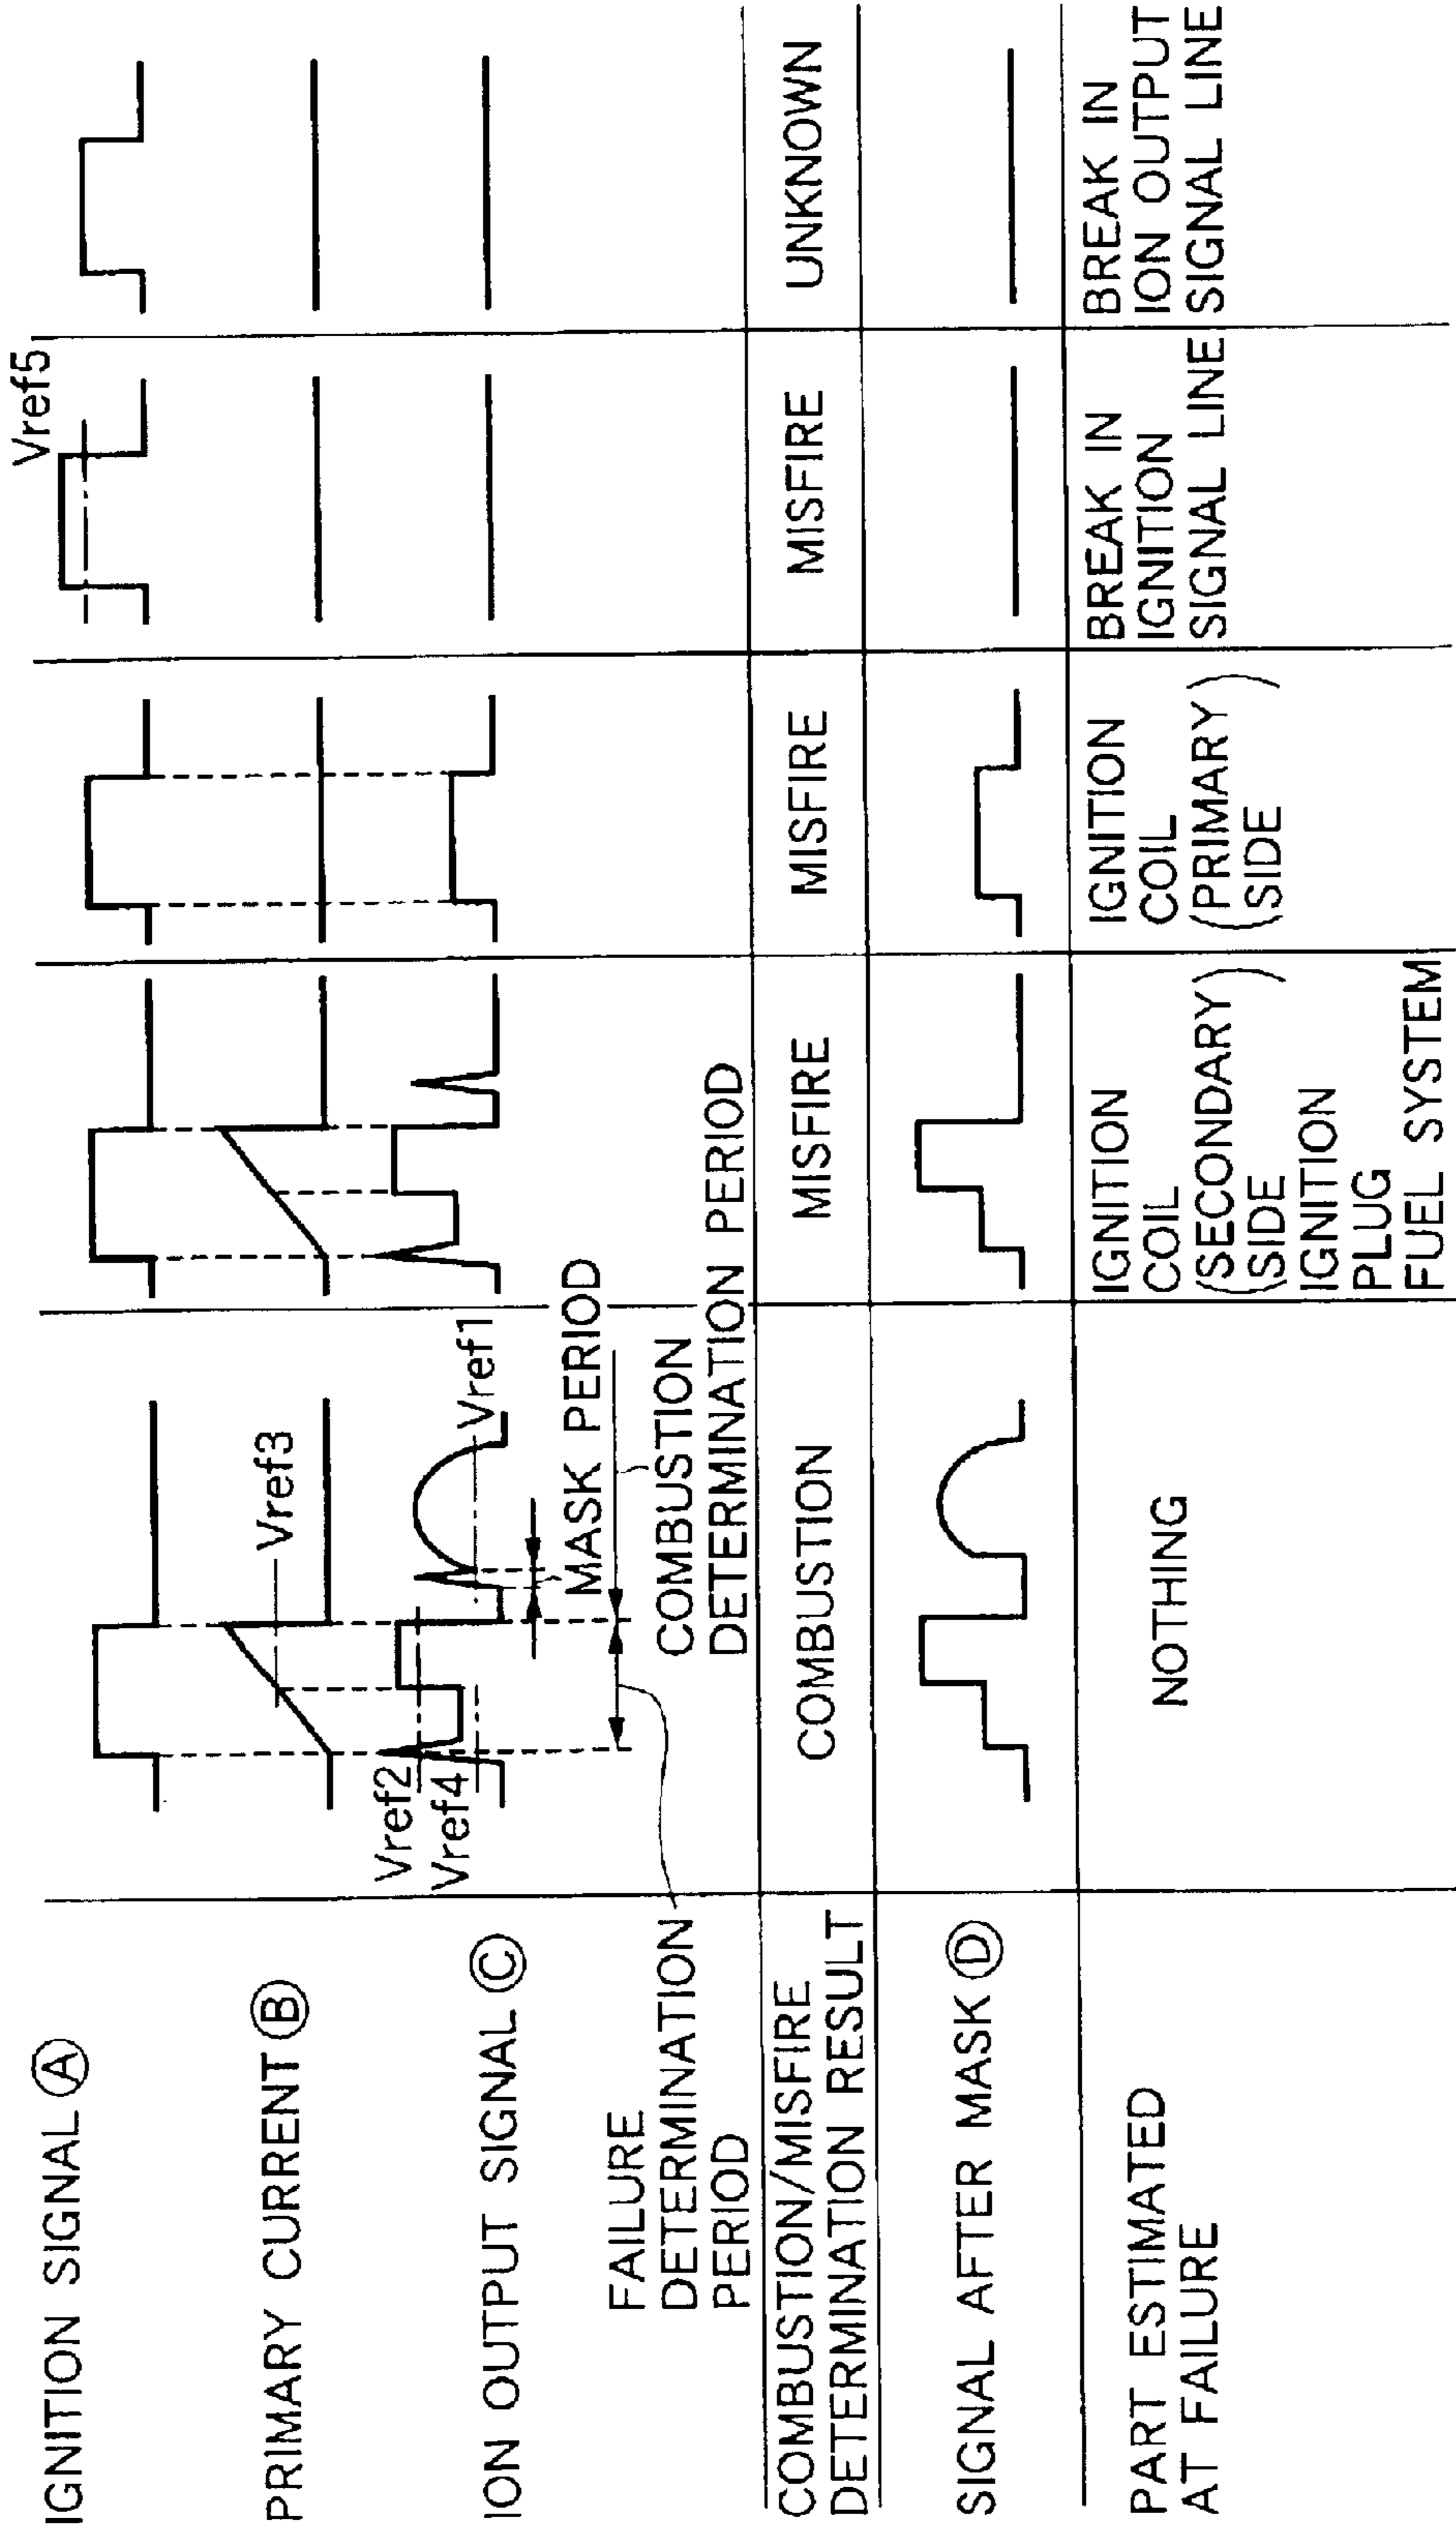 IGNITION SIGNAL Ⓐ
Vref5
PRIMARY CURRENT Ⓑ
Vref3
ION OUTPUT SIGNAL Ⓒ
Vref2
Vref4
Vref1
FAILURE
DETERMINATION
PERIOD
MASK PERIOD
COMBUSTION
DETERMINATION PERIOD
COMBUSTION/MISFIRE
DETERMINATION RESULT
COMBUSTION
MISFIRE
MISFIRE
MISFIRE
UNKNOWN
SIGNAL AFTER MASK Ⓓ
PART ESTIMATED
AT FAILURE
NOTHING
IGNITION
COIL
(SECONDARY)
SIDE
IGNITION
PLUG
FUEL SYSTEM
IGNITION
COIL
(PRIMARY)
SIDE
BREAK IN
IGNITION
SIGNAL LINE
BREAK IN
ION OUTPUT
SIGNAL LINE